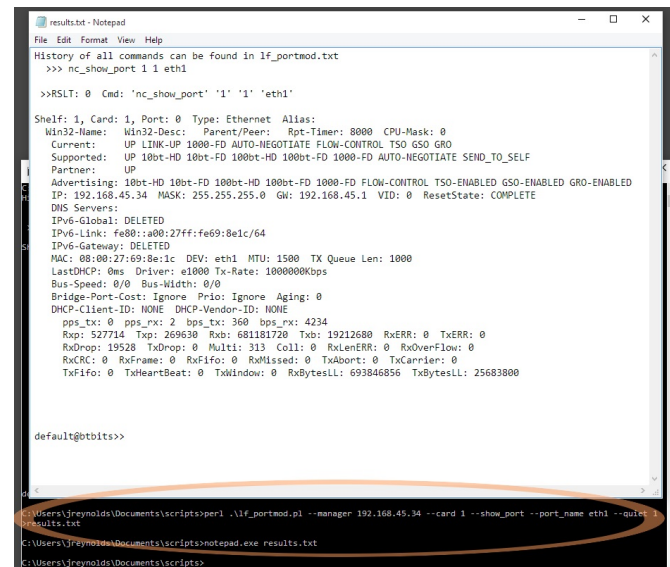 results.txt - Notepad
File Edit Format View Help
History of all commands can be found in lf_portmod.txt
>>> nc_show_port 1 1 eth1
>>RSLT: 0 Cmd: 'nc_show_port' '1' '1' 'eth1'
Shelf: 1, Card: 1, Port: 0 Type: Ethernet Alias:
Win32-Name: Win32-Desc: Parent/Peer: Rpt-Timer: 8000 CPU-Mask: 0
Current: UP LINK-UP 1000-FD AUTO-NEGOTIATE FLOW-CONTROL TSO GSO GRO
Supported: UP 10bt-HD 10bt-FD 100bt-HD 100bt-FD 1000-FD AUTO-NEGOTIATE SEND_TO_SELF
Partner: UP
Advertising: 10bt-HD 10bt-FD 100bt-HD 100bt-FD 1000-FD FLOW-CONTROL TSO-ENABLED GSO-ENABLED GRO-ENABLED
IP: 192.168.45.34 MASK: 255.255.255.0 GW: 192.168.45.1 VID: 0 ResetState: COMPLETE
DNS Servers:
IPv6-Global: DELETED
IPv6-Link: fe80::a00:27ff:fe69:8e1c/64
IPv6-Gateway: DELETED
MAC: 08:00:27:69:8e:1c DEV: eth1 MTU: 1500 TX Queue Len: 1000
LastDHCP: 0ms Driver: e1000 Tx-Rate: 1000000Kbps
Bus-Speed: 0/0 Bus-Width: 0/0
Bridge-Port-Cost: Ignore Prio: Ignore Aging: 0
DHCP-Client-ID: NONE DHCP-Vendor-ID: NONE
pps_tx: 0 pps_rx: 2 bps_tx: 360 bps_rx: 4234
Rxp: 527714 Txp: 269630 Rxb: 681181720 Txb: 19212680 RxERR: 0 TxERR: 0
RxDrop: 19528 TxDrop: 0 Multi: 313 Coll: 0 RxLenERR: 0 RxOverFlow: 0
RxCRC: 0 RxFrame: 0 RxFifo: 0 RxMissed: 0 TxAbort: 0 TxCarrier: 0
TxFifo: 0 TxHeartBeat: 0 TxWindow: 0 RxBytesLL: 693846856 TxBytesLL: 25683800
default@btbits>>
C:\Users\jreynolds\Documents\scripts>perl .\lf_portmod.pl --manager 192.168.45.34 --card 1 --show_port --port_name eth1 --quiet 1
>results.txt
C:\Users\jreynolds\Documents\scripts>notepad.exe results.txt
C:\Users\jreynolds\Documents\scripts>